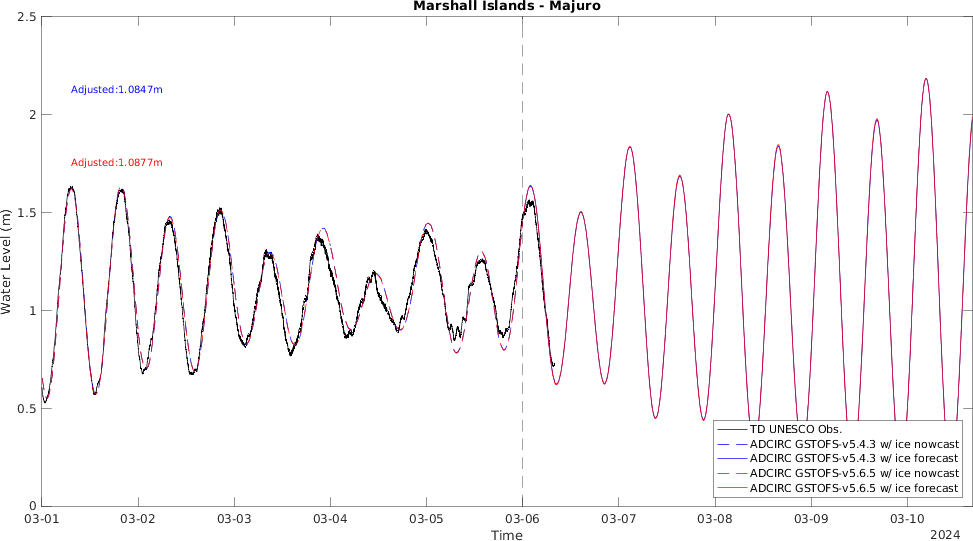 Marshall Islands - Majuro
2.5
2
1.5
1
0.5
0
Water Level (m)
Adjusted:1.0847m
Adjusted:1.0877m
TD UNESCO Obs.
ADCIRC GSTOFS-v5.4.3 w/ ice nowcast
ADCIRC GSTOFS-v5.4.3 w/ ice forecast
ADCIRC GSTOFS-v5.6.5 w/ ice nowcast
ADCIRC GSTOFS-v5.6.5 w/ ice forecast
03-01 03-02 03-03 03-04 03-05 03-06 03-07 03-08 03-09 03-10
Time
2024